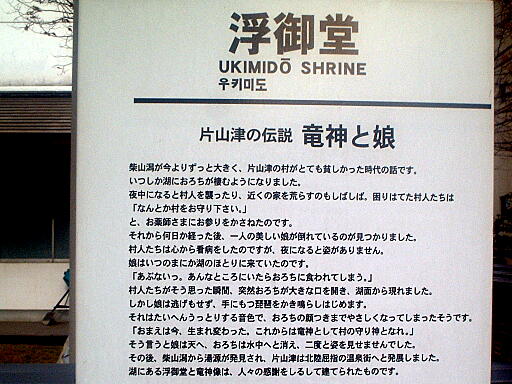 浮御堂
UKIMIDŌ SHRINE
우키미도
片山津の伝説 竜神と娘
柴山潟が今よりずっと大きく、片山津の村がとても貧しかった時代の話です。
いつしか湖におろちが棲むようになりました。
夜中になると村人を襲ったり、近くの家を荒らすのもしばしば。困りはてた村人たちは
「なんとか村をお守り下さい。」
と、お薬師さまにお参りをかさねたのです。
それから何日か経った後、一人の美しい娘が倒れているのが見つかりました。
村人たちは心から看病をしたのですが、夜になると姿がありません。
娘はいつのまにか湖のほとりに来ていたのです。
「あぶないっ。あんなところにいたらおろちに食われてしまう。」
村人たちがそう思った瞬間、突然おろちが大きな口を開き、湖面から現れました。
しかし娘は逃げもせず、手にもつ琵琶をかき鳴らしはじめます。
それはたいへんうっとりする音色で、おろちの顔つきまでやさしくなってしまったそうです。
「おまえは今、生まれ変わった。これからは竜神として村の守り神となれ。」
そう言うと娘は天へ、おろちは水中へと消え、二度と姿を見せませんでした。
その後、柴山潟から湯源が発見され、片山津は北陸屈指の温泉街へと発展しました。
湖にある浮御堂と竜神像は、人々の感謝をしるして建てられたものです。